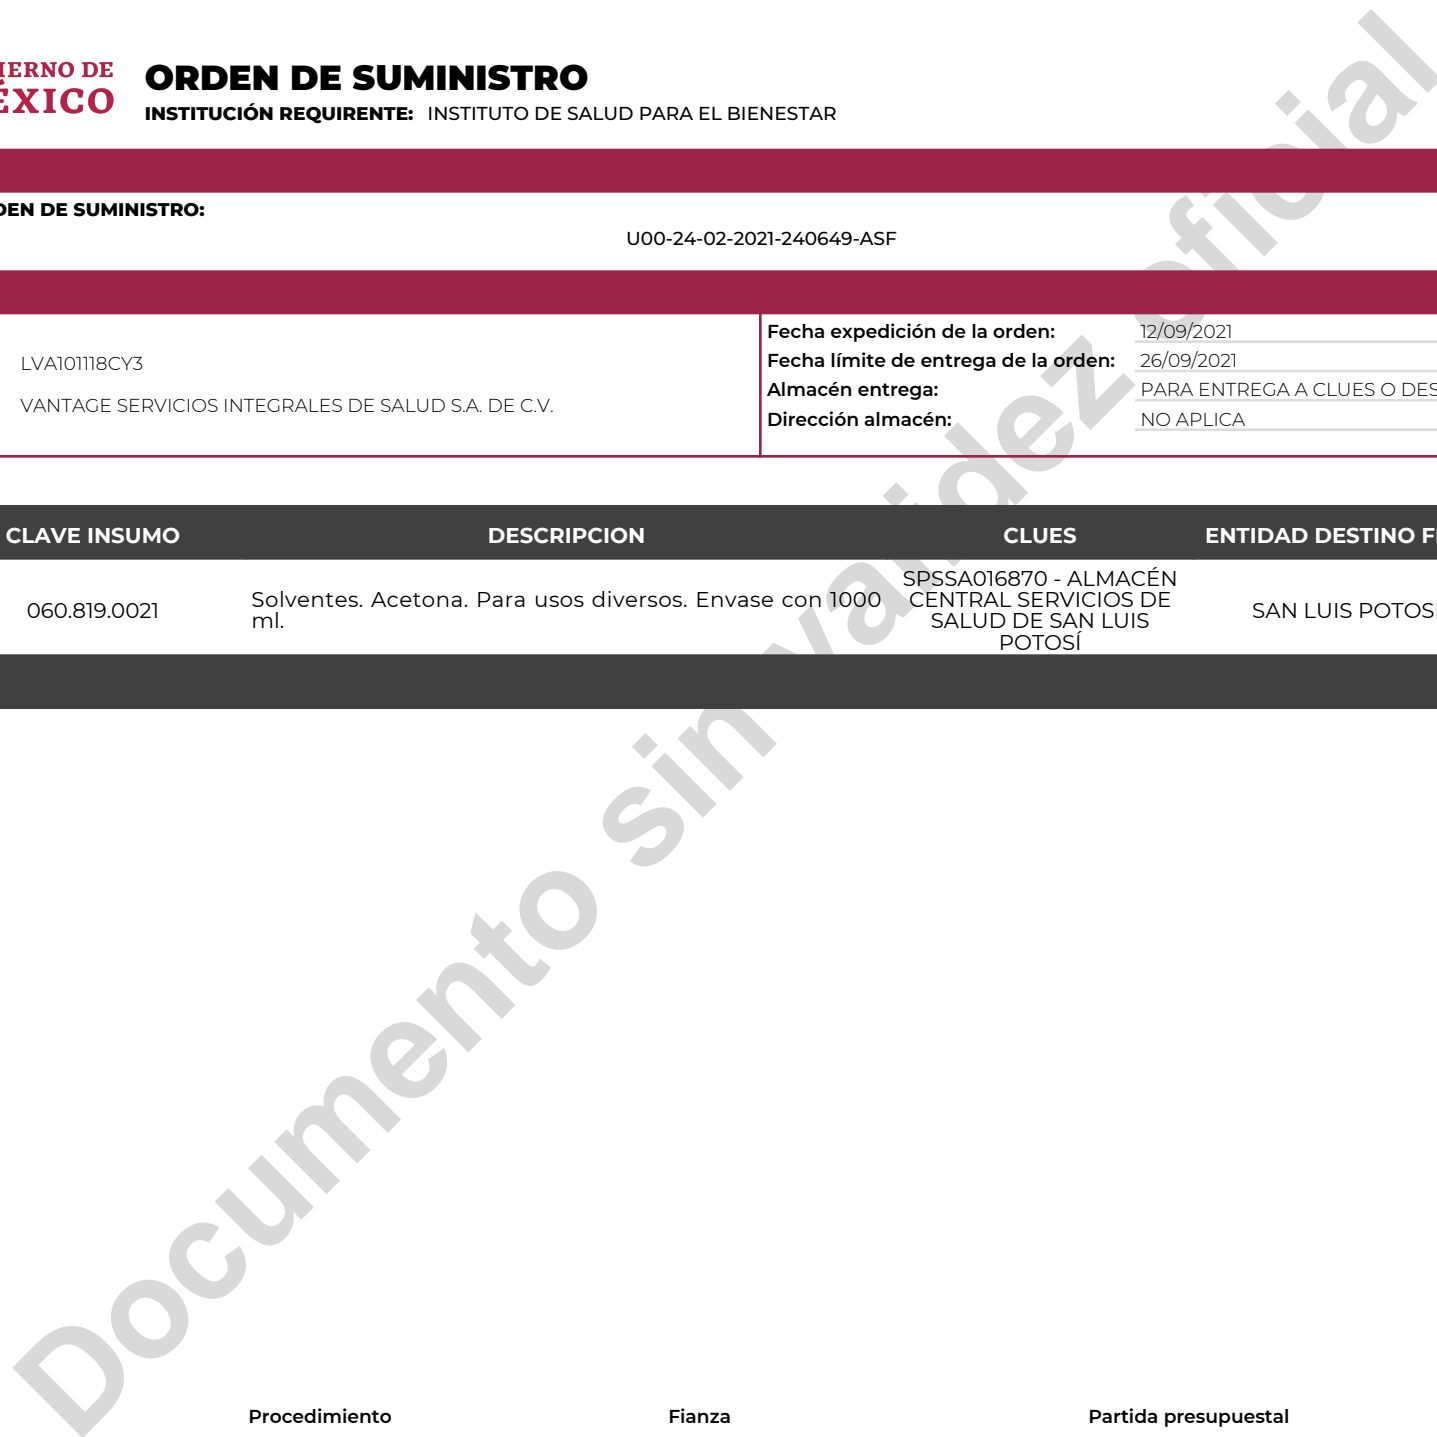 IERNO DE
ÉXICO
ORDEN DE SUMINISTRO
INSTITUCIÓN REQUIRENTE: INSTITUTO DE SALUD PARA EL BIENESTAR
DEN DE SUMINISTRO:
U00-24-02-2021-240649-ASF
LVA101118CY3
VANTAGE SERVICIOS INTEGRALES DE SALUD S.A. DE C.V.
Fecha expedición de la orden: 12/09/2021
Fecha límite de entrega de la orden: 26/09/2021
Almacén entrega: PARA ENTREGA A CLUES O DES
Dirección almacén: NO APLICA
CLAVE INSUMO DESCRIPCION CLUES ENTIDAD DESTINO F
060.819.0021
Solventes. Acetona. Para usos diversos. Envase con 1000
ml.
SPSSA016870 - ALMACÉN
CENTRAL SERVICIOS DE
SALUD DE SAN LUIS
POTOSÍ
SAN LUIS POTOSÍ
Documento sin validez oficial
Procedimiento Fianza Partida presupuestal